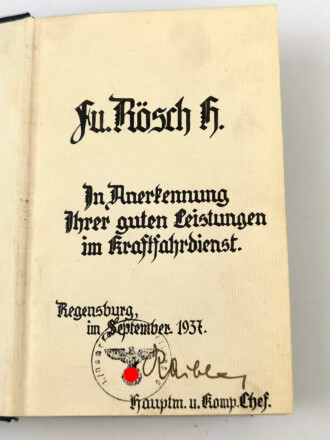 Fu. Rösch H.
In Anerkennung
Ihrer guten Leistungen
im Kraftfahrdienst.
Regensburg,
im September 1937.
Hauptm. u. Komp. Chef.